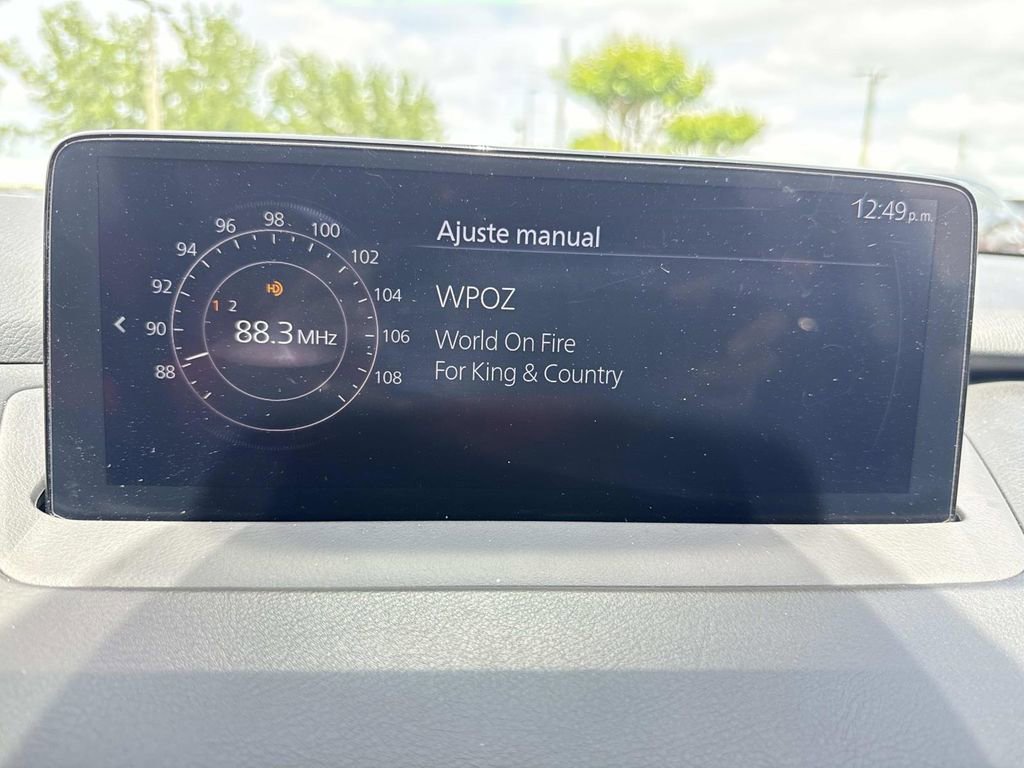 12:49 p.m.
Ajuste manual
88
90
92
94
96
98
100
102
104
106
108
HD
1 2
88.3 MHz
WPOZ
World On Fire
For King & Country